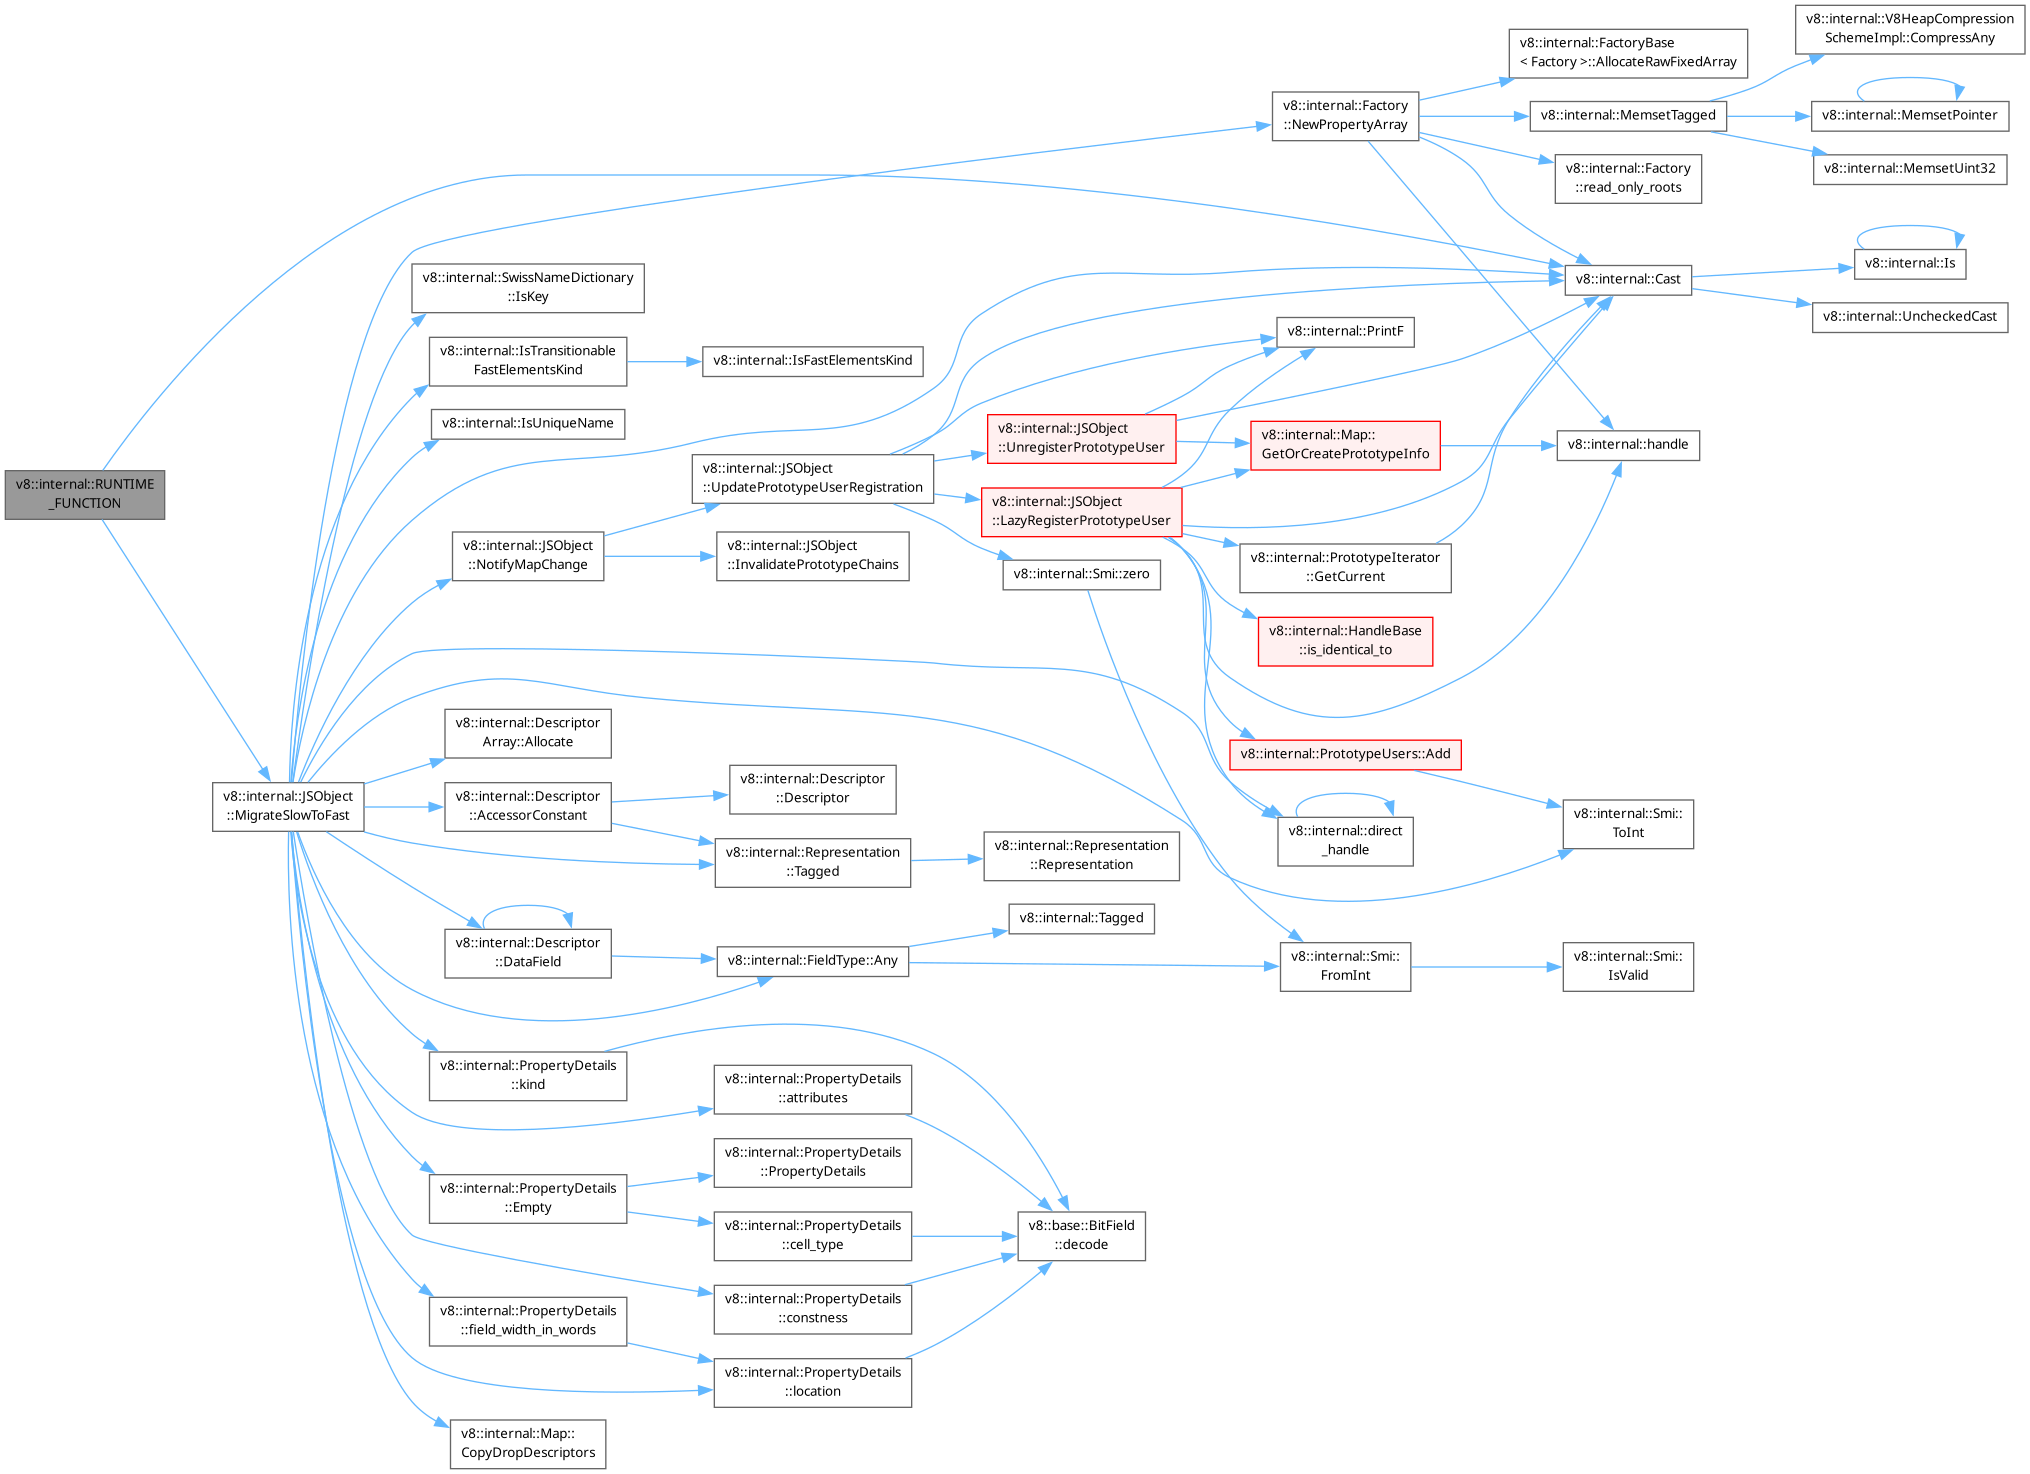 v8::internal::RUNTIME
_FUNCTION
v8::internal::JSObject
::MigrateSlowToFast
v8::internal::SwissNameDictionary
::IsKey
v8::internal::IsTransitionable
FastElementsKind
v8::internal::IsUniqueName
v8::internal::JSObject
::NotifyMapChange
v8::internal::Descriptor
Array::Allocate
v8::internal::Descriptor
::AccessorConstant
v8::internal::Descriptor
::DataField
v8::internal::PropertyDetails
::kind
v8::internal::PropertyDetails
::Empty
v8::internal::PropertyDetails
::field_width_in_words
v8::internal::Map::
CopyDropDescriptors
v8::internal::IsFastElementsKind
v8::internal::JSObject
::UpdatePrototypeUserRegistration
v8::internal::JSObject
::InvalidatePrototypeChains
v8::internal::Descriptor
::Descriptor
v8::internal::Representation
::Tagged
v8::internal::FieldType::Any
v8::internal::PropertyDetails
::attributes
v8::internal::PropertyDetails
::PropertyDetails
v8::internal::PropertyDetails
::cell_type
v8::internal::PropertyDetails
::constness
v8::internal::PropertyDetails
::location
v8::internal::JSObject
::UnregisterPrototypeUser
v8::internal::JSObject
::LazyRegisterPrototypeUser
v8::internal::Smi::zero
v8::internal::Representation
::Representation
v8::internal::Tagged
v8::base::BitField
::decode
v8::internal::Factory
::NewPropertyArray
v8::internal::PrintF
v8::internal::Map::
GetOrCreatePrototypeInfo
v8::internal::PrototypeIterator
::GetCurrent
v8::internal::HandleBase
::is_identical_to
v8::internal::PrototypeUsers::Add
v8::internal::direct
_handle
v8::internal::Smi::
FromInt
v8::internal::FactoryBase
< Factory >::AllocateRawFixedArray
v8::internal::MemsetTagged
v8::internal::Factory
::read_only_roots
v8::internal::Cast
v8::internal::handle
v8::internal::Smi::
ToInt
v8::internal::Smi::
IsValid
v8::internal::V8HeapCompression
SchemeImpl::CompressAny
v8::internal::MemsetPointer
v8::internal::MemsetUint32
v8::internal::Is
v8::internal::UncheckedCast